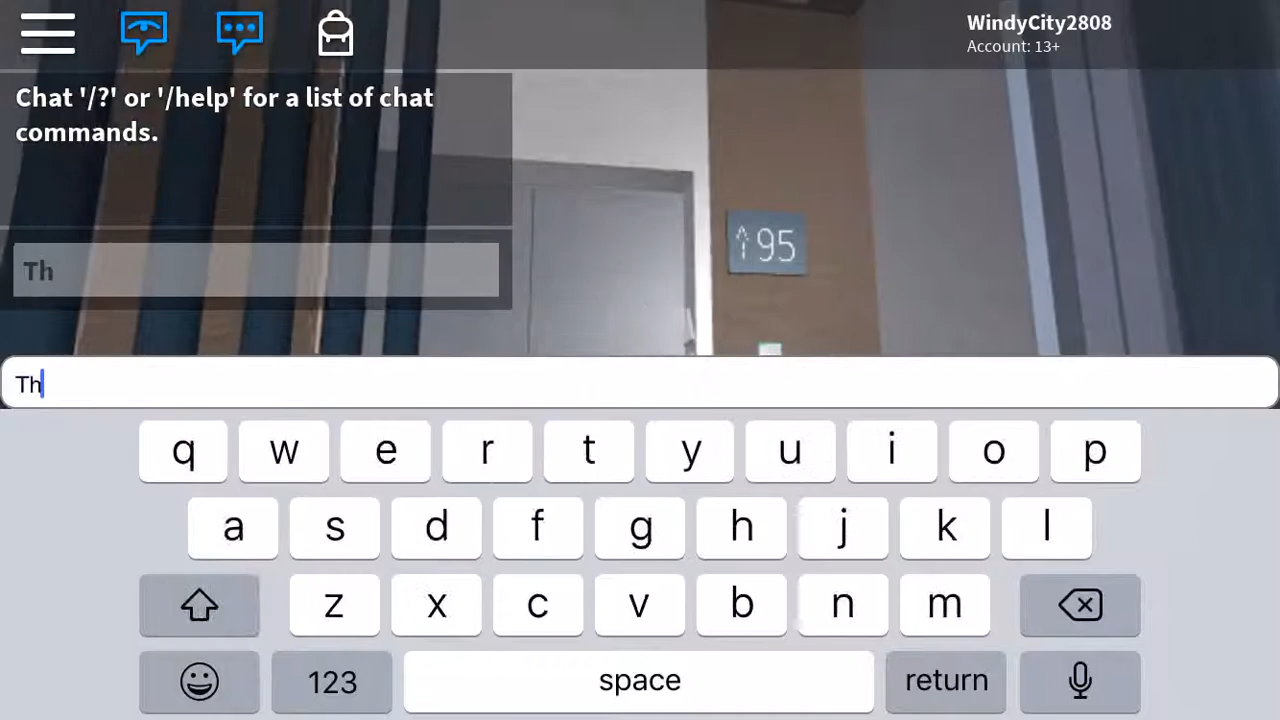 WindyCity2808
Account: 13+
Chat '/?' or '/help' for a list of chat
commands.
Th
↑95
Th
q w e r t y u i o p
a s d f g h j k l
z x c v b n m
123 space return